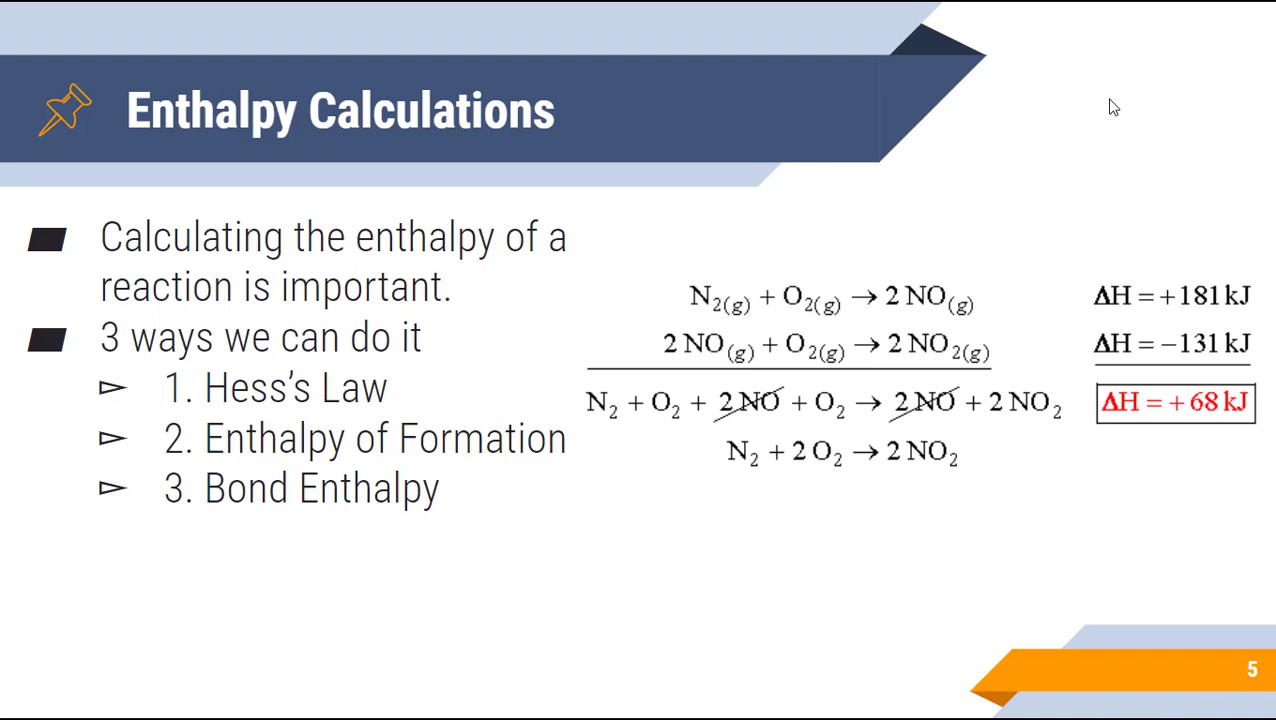 Enthalpy Calculations
Calculating the enthalpy of a
reaction is important.
3 ways we can do it
1. Hess's Law
2. Enthalpy of Formation
3. Bond Enthalpy
N₂(g) + O₂(g) → 2 NO(g) ΔH = +181 kJ
2 NO(g) + O₂(g) → 2 NO₂(g) ΔH = −131 kJ
N₂ + O₂ + 2 NO + O₂ → 2 NO + 2 NO₂ ΔH = +68 kJ
N₂ + 2 O₂ → 2 NO₂
5